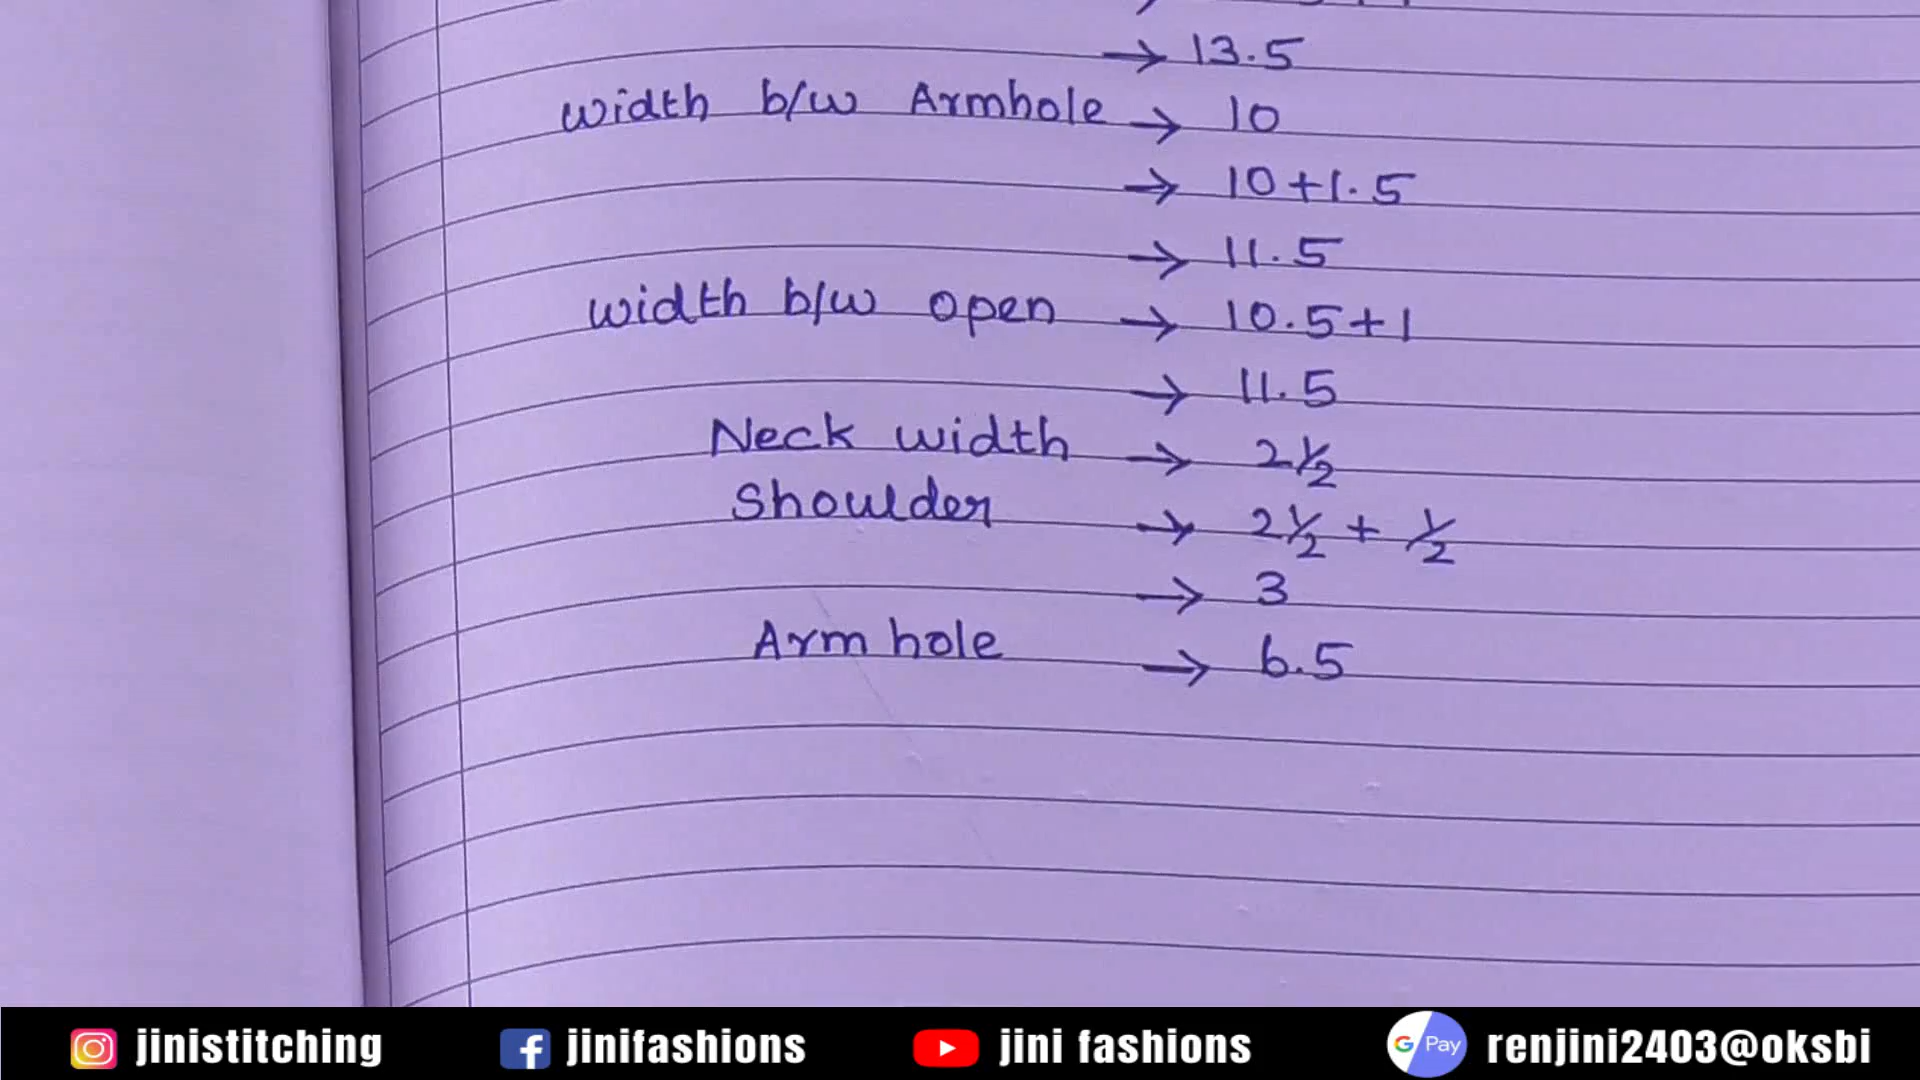 → 13.5
width b/w Armhole → 10
→ 10+1.5
→ 11.5
width b/w open → 10.5+1
→ 11.5
Neck width → 2½
Shoulder → 2½ + ½
→ 3
Arm hole → 6.5
jinistitching jinifashions jini fashions G Pay renjini2403@oksbi